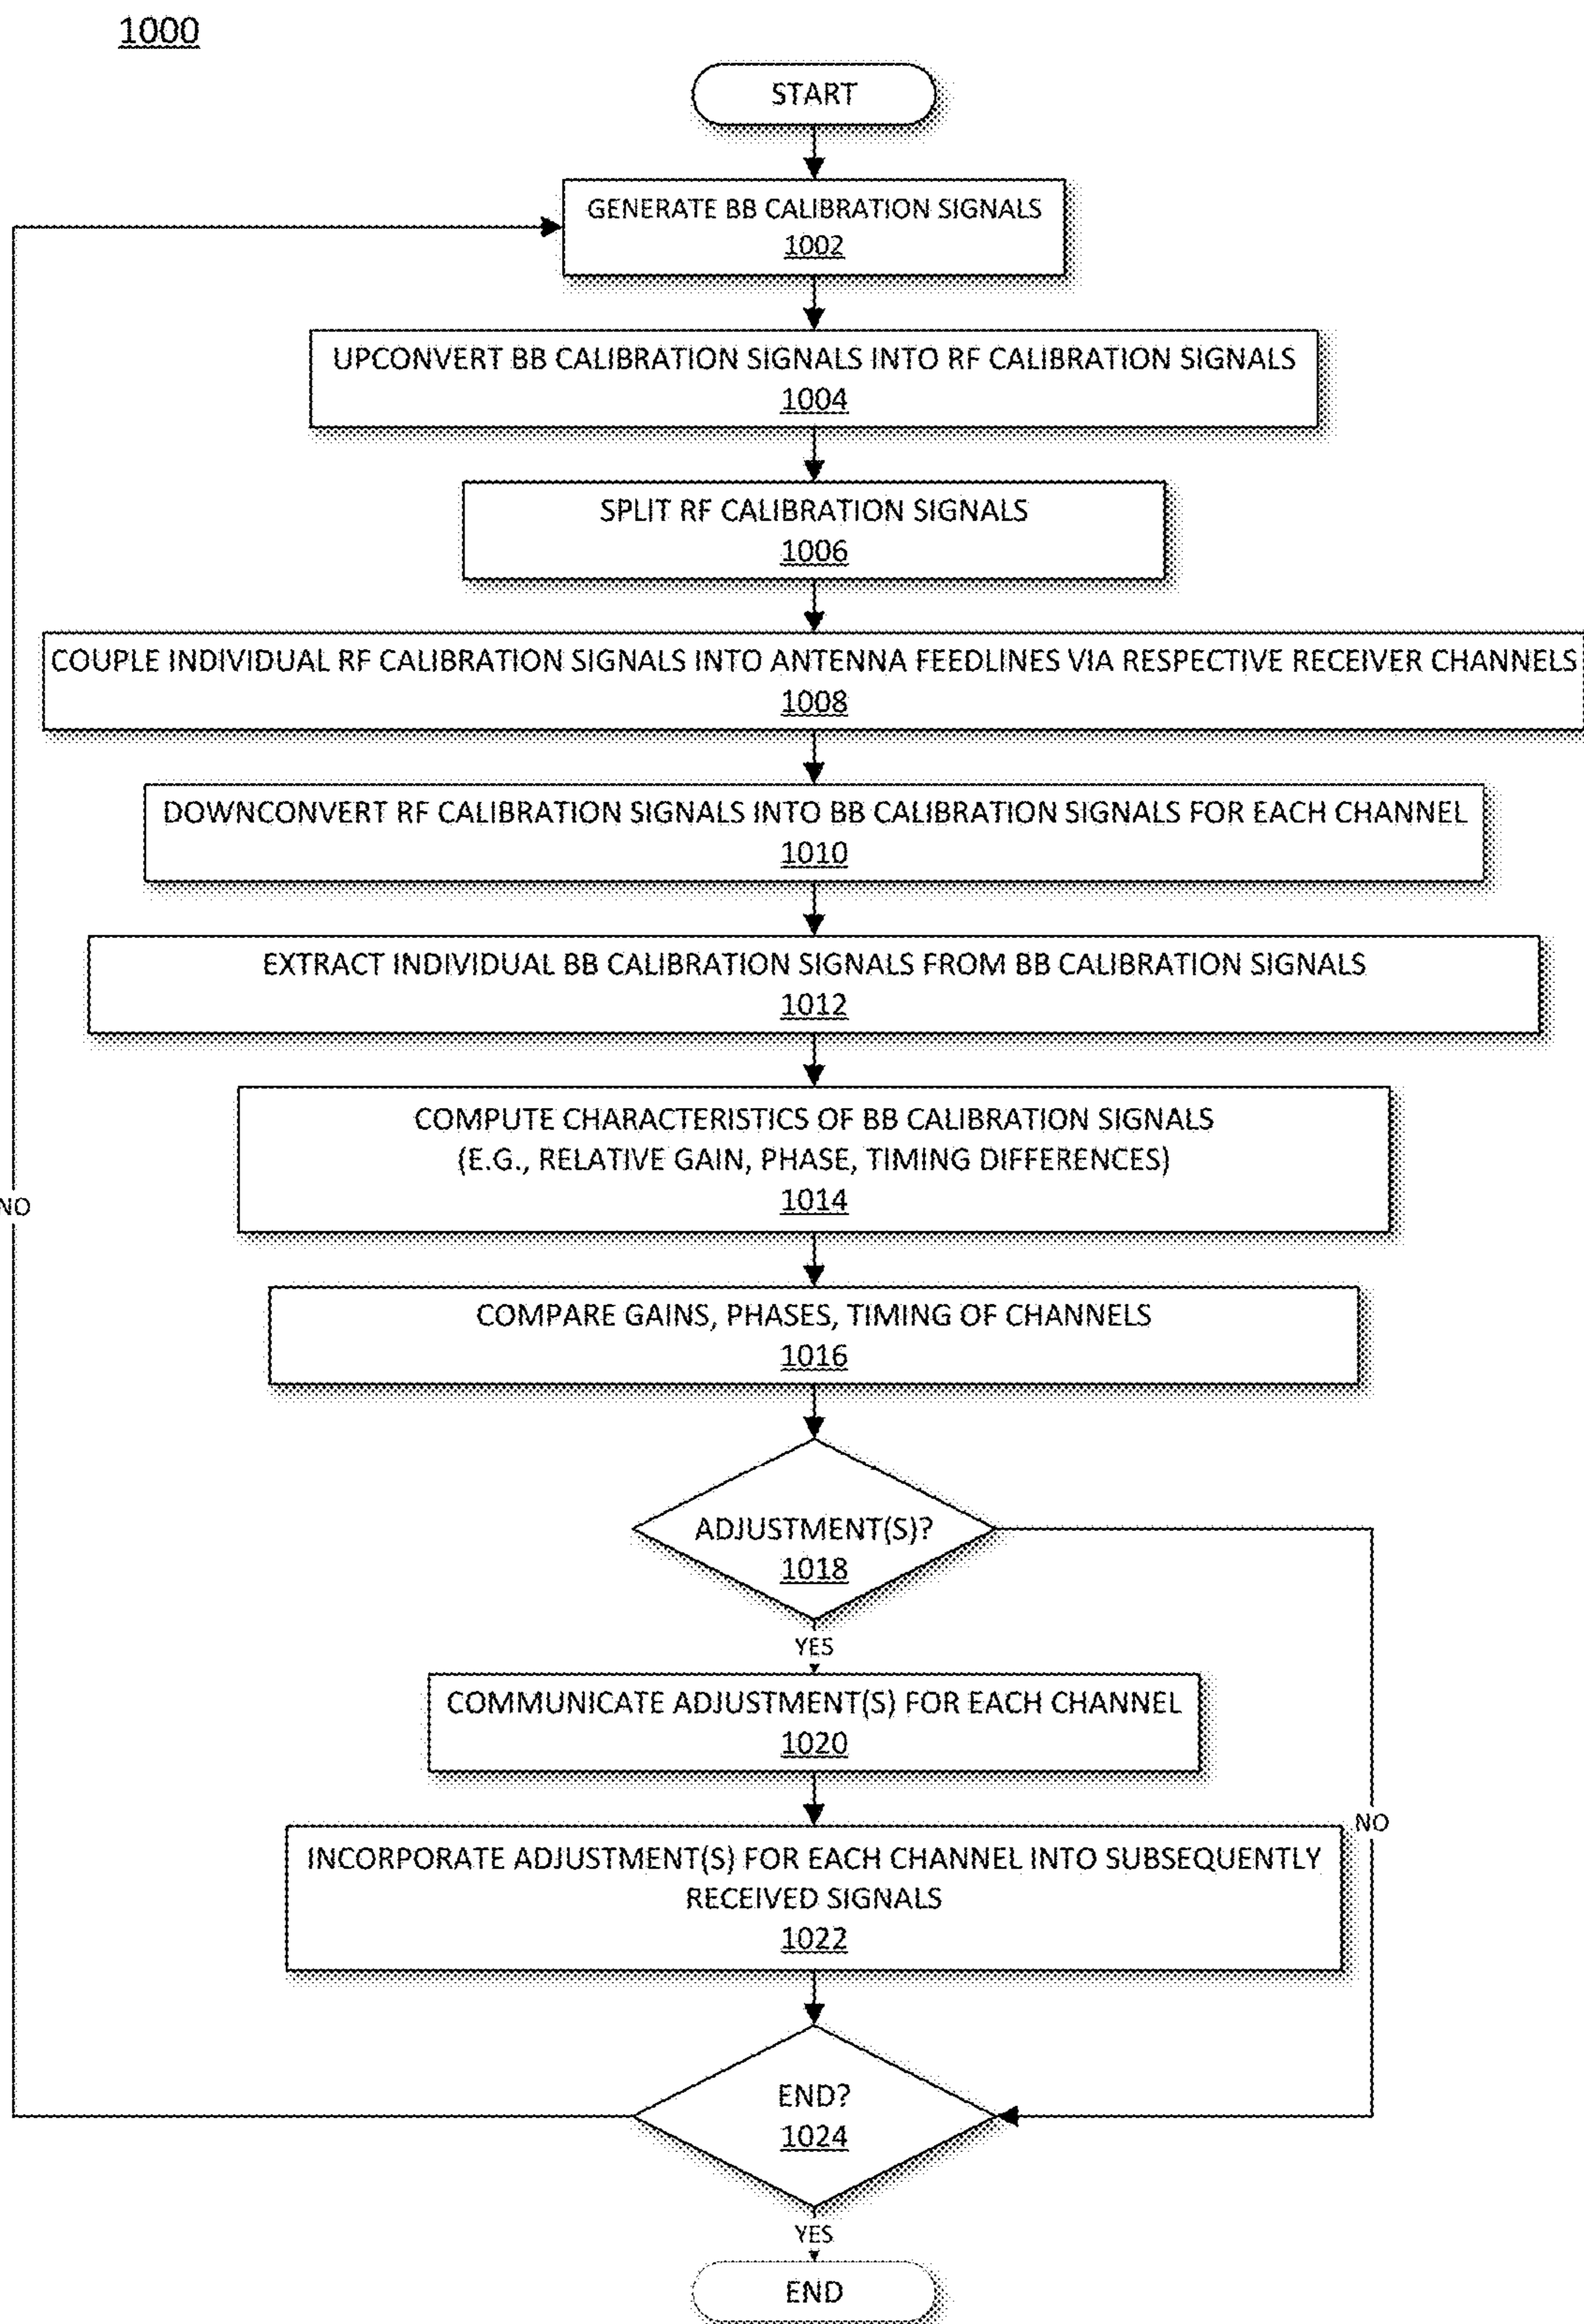 1000
START
GENERATE BB CALIBRATION SIGNALS
1002
UPCONVERT BB CALIBRATION SIGNALS INTO RF CALIBRATION SIGNALS
1004
SPLIT RF CALIBRATION SIGNALS
1006
COUPLE INDIVIDUAL RF CALIBRATION SIGNALS INTO ANTENNA FEEDLINES VIA RESPECTIVE RECEIVER CHANNELS
1008
DOWNCONVERT RF CALIBRATION SIGNALS INTO BB CALIBRATION SIGNALS FOR EACH CHANNEL
1010
EXTRACT INDIVIDUAL BB CALIBRATION SIGNALS FROM BB CALIBRATION SIGNALS
1012
COMPUTE CHARACTERISTICS OF BB CALIBRATION SIGNALS
(E.G., RELATIVE GAIN, PHASE, TIMING DIFFERENCES)
1014
NO
COMPARE GAINS, PHASES, TIMING OF CHANNELS
1016
ADJUSTMENT(S)?
1018
YES
COMMUNICATE ADJUSTMENT(S) FOR EACH CHANNEL
1020
NO
INCORPORATE ADJUSTMENT(S) FOR EACH CHANNEL INTO SUBSEQUENTLY
RECEIVED SIGNALS
1022
END?
1024
YES
END